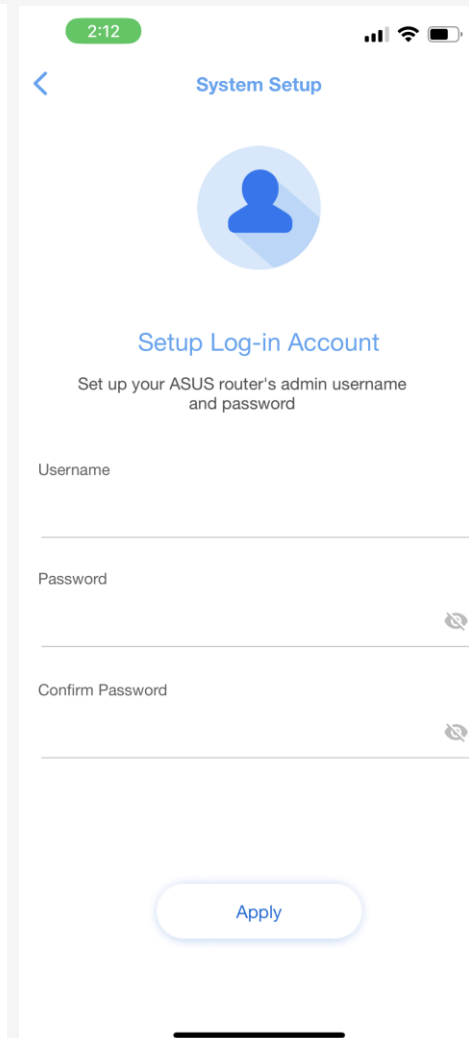 2:12
System Setup
Setup Log-in Account
Set up your ASUS router's admin username
and password
Username
Password
Confirm Password
Apply